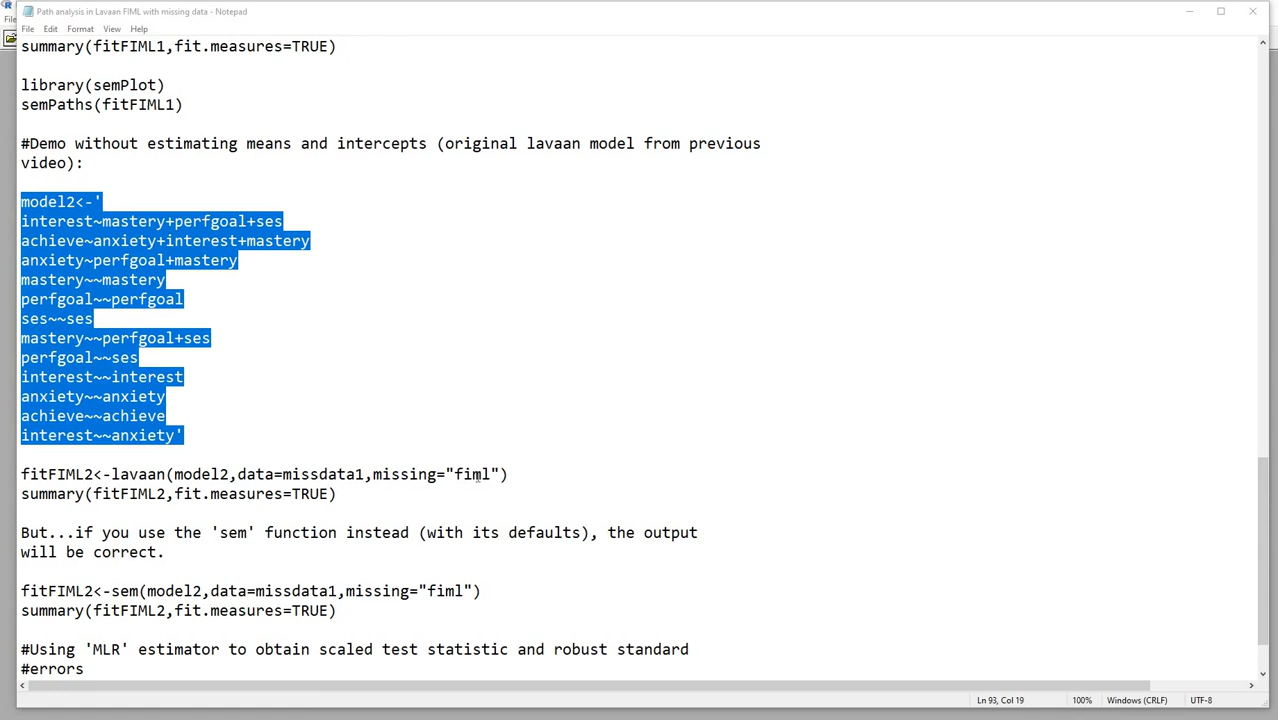 Path analysis in Lavaan FIML with missing data - Notepad
File Edit Format View Help
summary(fitFIML1,fit.measures=TRUE)
library(semPlot)
semPaths(fitFIML1)
#Demo without estimating means and intercepts (original lavaan model from previous
video):
model2<-'
interest~mastery+perfgoal+ses
achieve~anxiety+interest+mastery
anxiety~perfgoal+mastery
mastery~~mastery
perfgoal~~perfgoal
ses~~ses
mastery~~perfgoal+ses
perfgoal~~ses
interest~~interest
anxiety~~anxiety
achieve~~achieve
interest~~anxiety'
fitFIML2<-lavaan(model2,data=missdata1,missing="fiml")
summary(fitFIML2,fit.measures=TRUE)
But...if you use the 'sem' function instead (with its defaults), the output
will be correct.
fitFIML2<-sem(model2,data=missdata1,missing="fiml")
summary(fitFIML2,fit.measures=TRUE)
#Using 'MLR' estimator to obtain scaled test statistic and robust standard
#errors
Ln 93, Col 19 100% Windows (CRLF) UTF-8